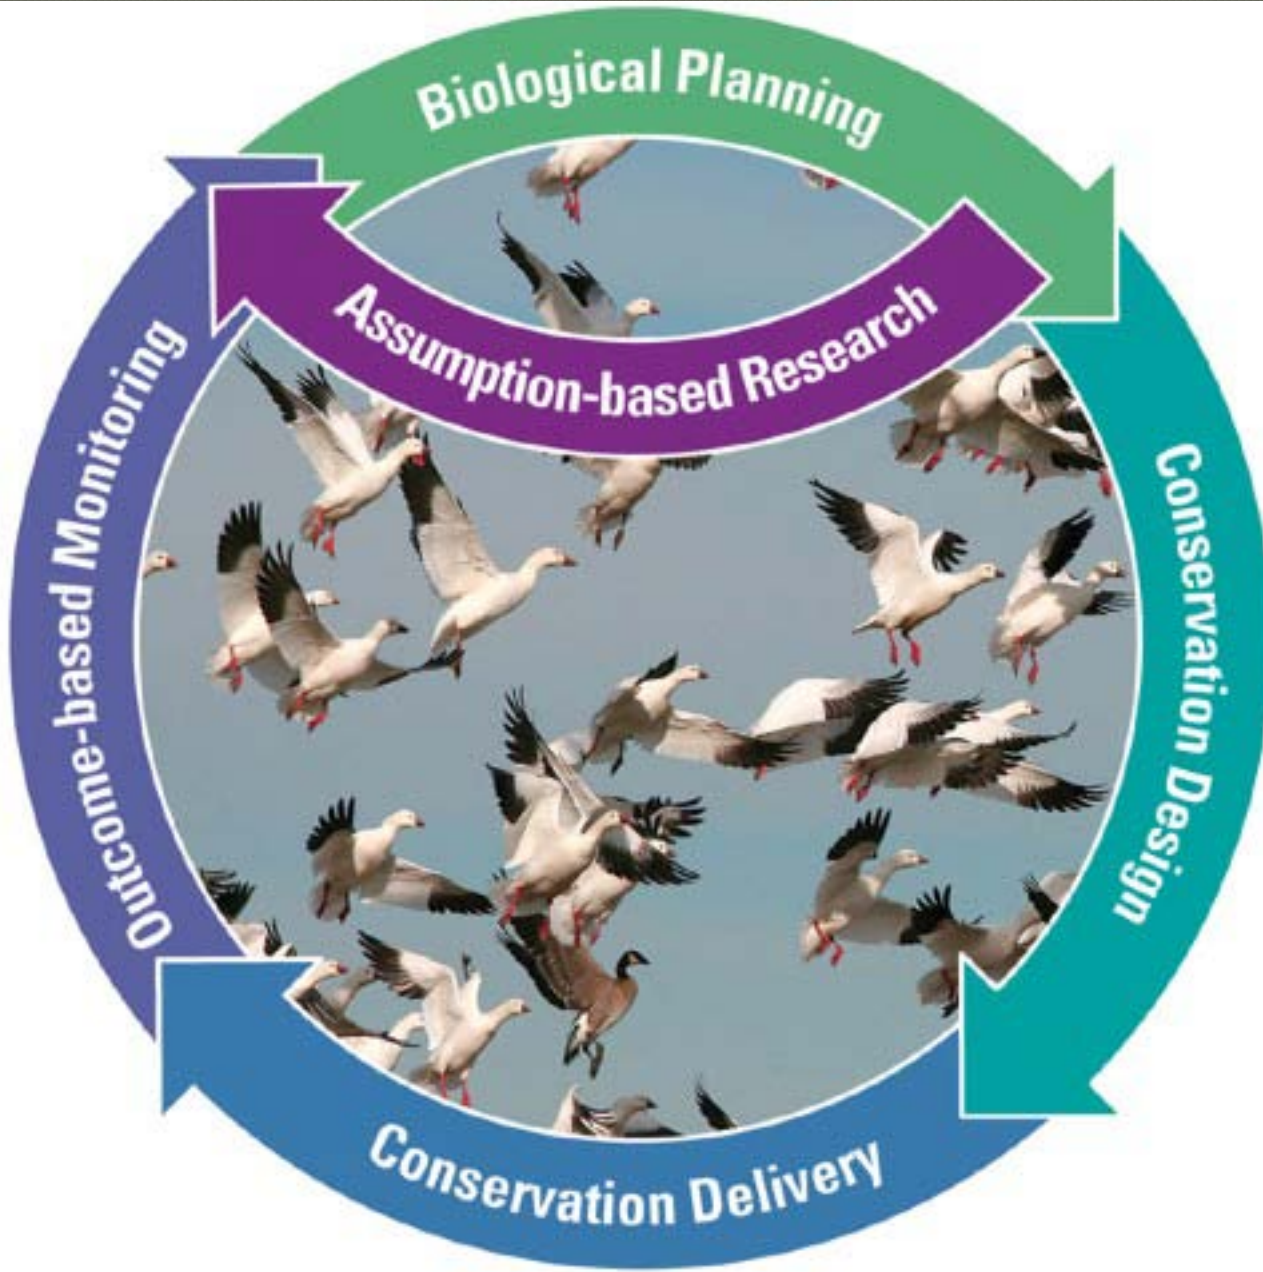 Biological Planning
Assumption-based Research
Conservation Design
Conservation Delivery
Outcome-based Monitoring